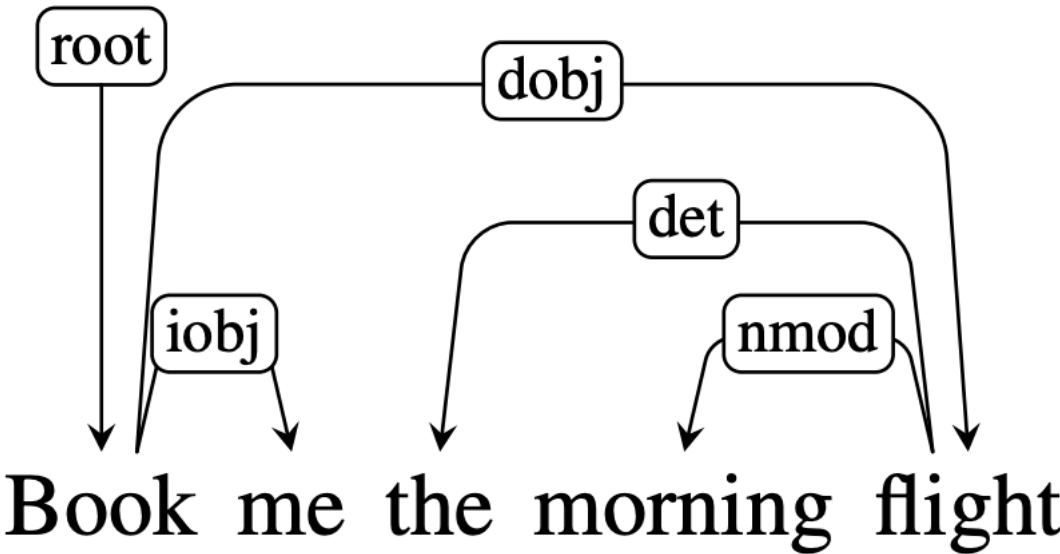 root
dobj
det
iobj
nmod
Book me the morning flight